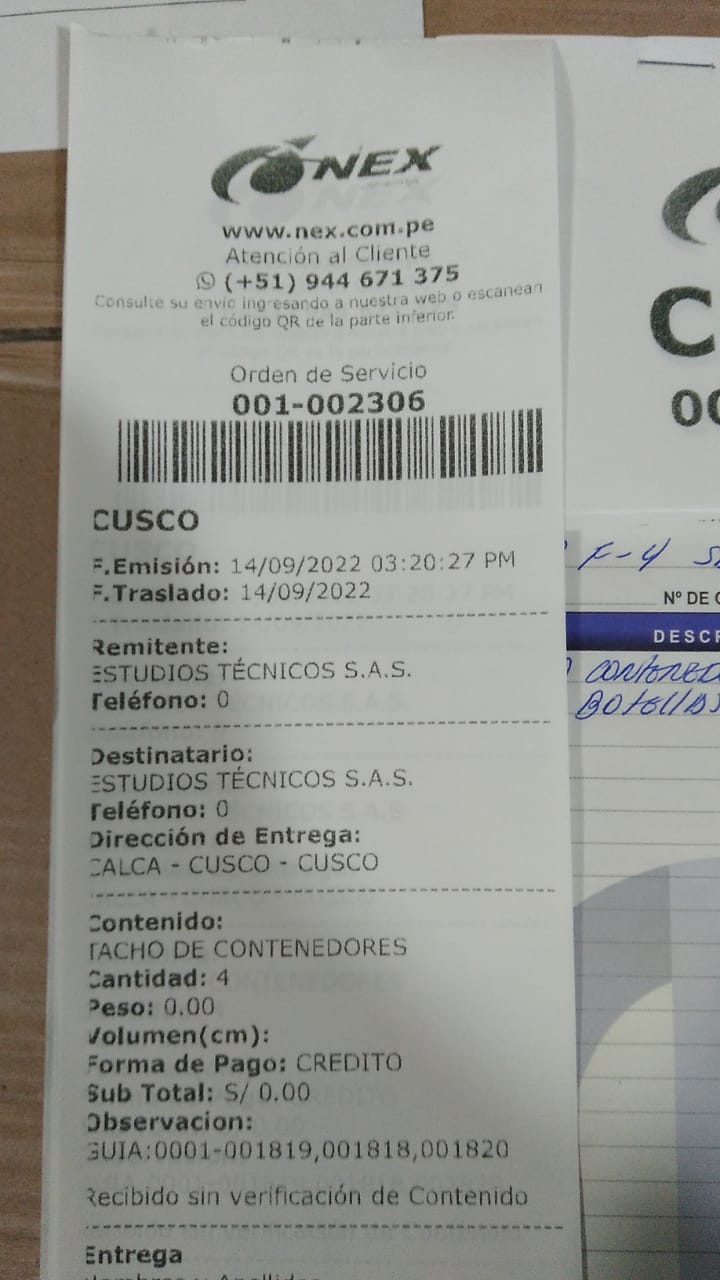 NEX
www.nex.com.pe
Atención al Cliente
(+51) 944 671 375
Consulte su envío ingresando a nuestra web o escanean
el código QR de la parte inferior.
Orden de Servicio
001-002306
CUSCO
F.Emisión: 14/09/2022 03:20:27 PM
F.Traslado: 14/09/2022
Remitente:
ESTUDIOS TÉCNICOS S.A.S.
Teléfono: 0
Destinatario:
ESTUDIOS TÉCNICOS S.A.S.
Teléfono: 0
Dirección de Entrega:
CALCA - CUSCO - CUSCO
Contenido:
TACHO DE CONTENEDORES
Cantidad: 4
Peso: 0.00
Volumen(cm):
Forma de Pago: CREDITO
Sub Total: S/ 0.00
Observacion:
GUIA:0001-001819,001818,001820
Recibido sin verificación de Contenido
Entrega
C
00
F-4
Nº DE
DESCR
CONTENED
BOTELLAS